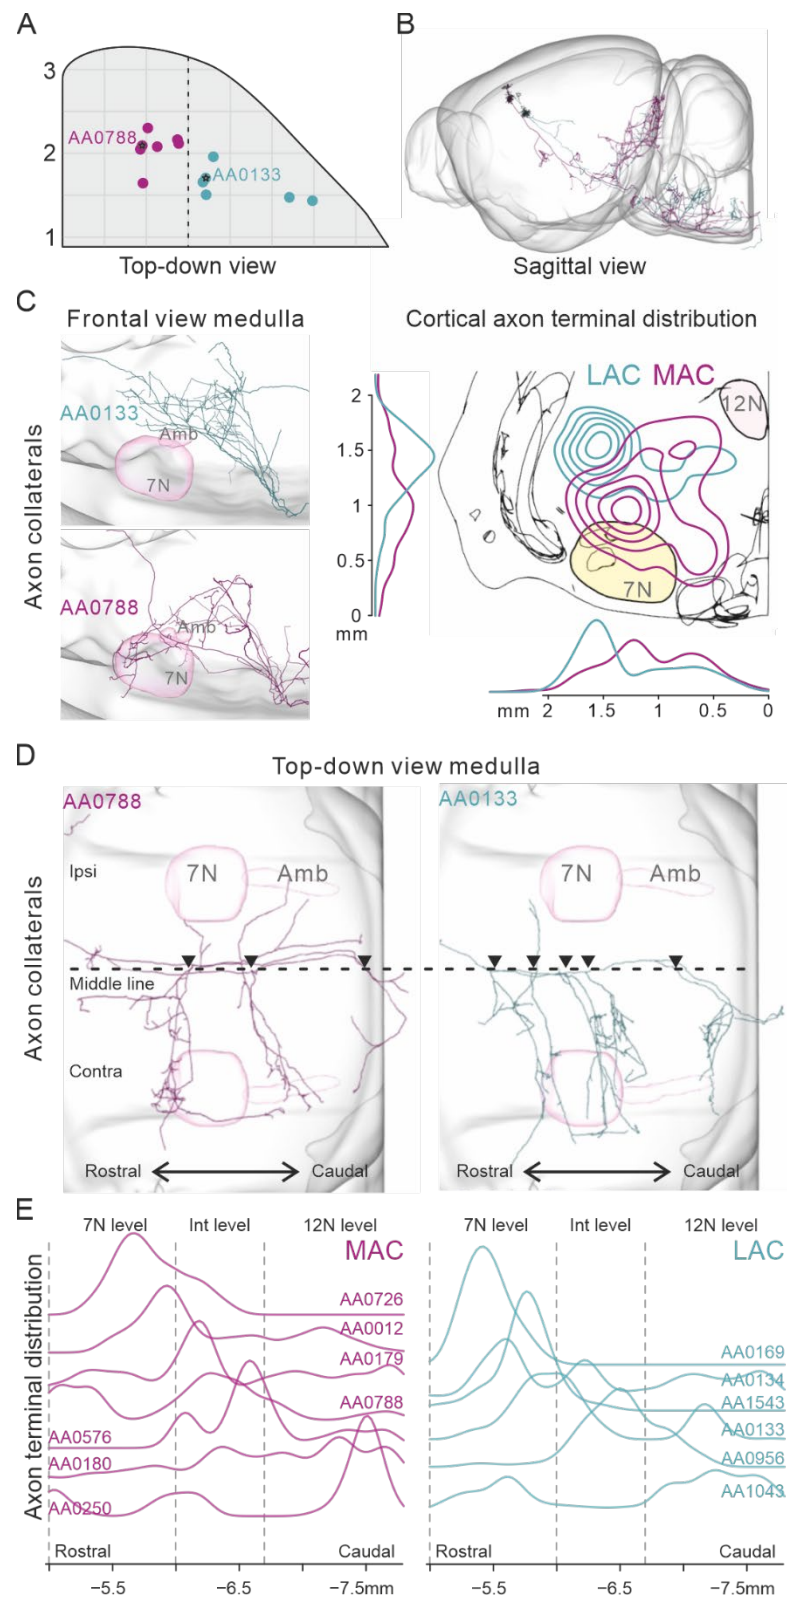 A
B
3
2
1
AA0788
AA0133
Top-down view
Sagittal view
C
Frontal view medulla
Cortical axon terminal distribution
Axon collaterals
AA0133
Amb
7N
AA0788
Amb
7N
LAC MAC
12N
7N
2
1.5
1
0.5
0
mm
mm 2 1.5 1 0.5 0
D
Top-down view medulla
Axon collaterals
AA0788
AA0133
Ipsi
7N
Amb
7N
Amb
Middle line
Contra
Rostral
Caudal
Rostral
Caudal
E
Axon terminal distribution
7N level
Int level
12N level
MAC
AA0726
AA0012
AA0179
AA0788
AA0576
AA0180
AA0250
Rostral
Caudal
−5.5
−6.5
−7.5mm
7N level
Int level
12N level
LAC
AA0169
AA0134
AA1543
AA0133
AA0956
AA1043
Rostral
Caudal
−5.5
−6.5
−7.5mm